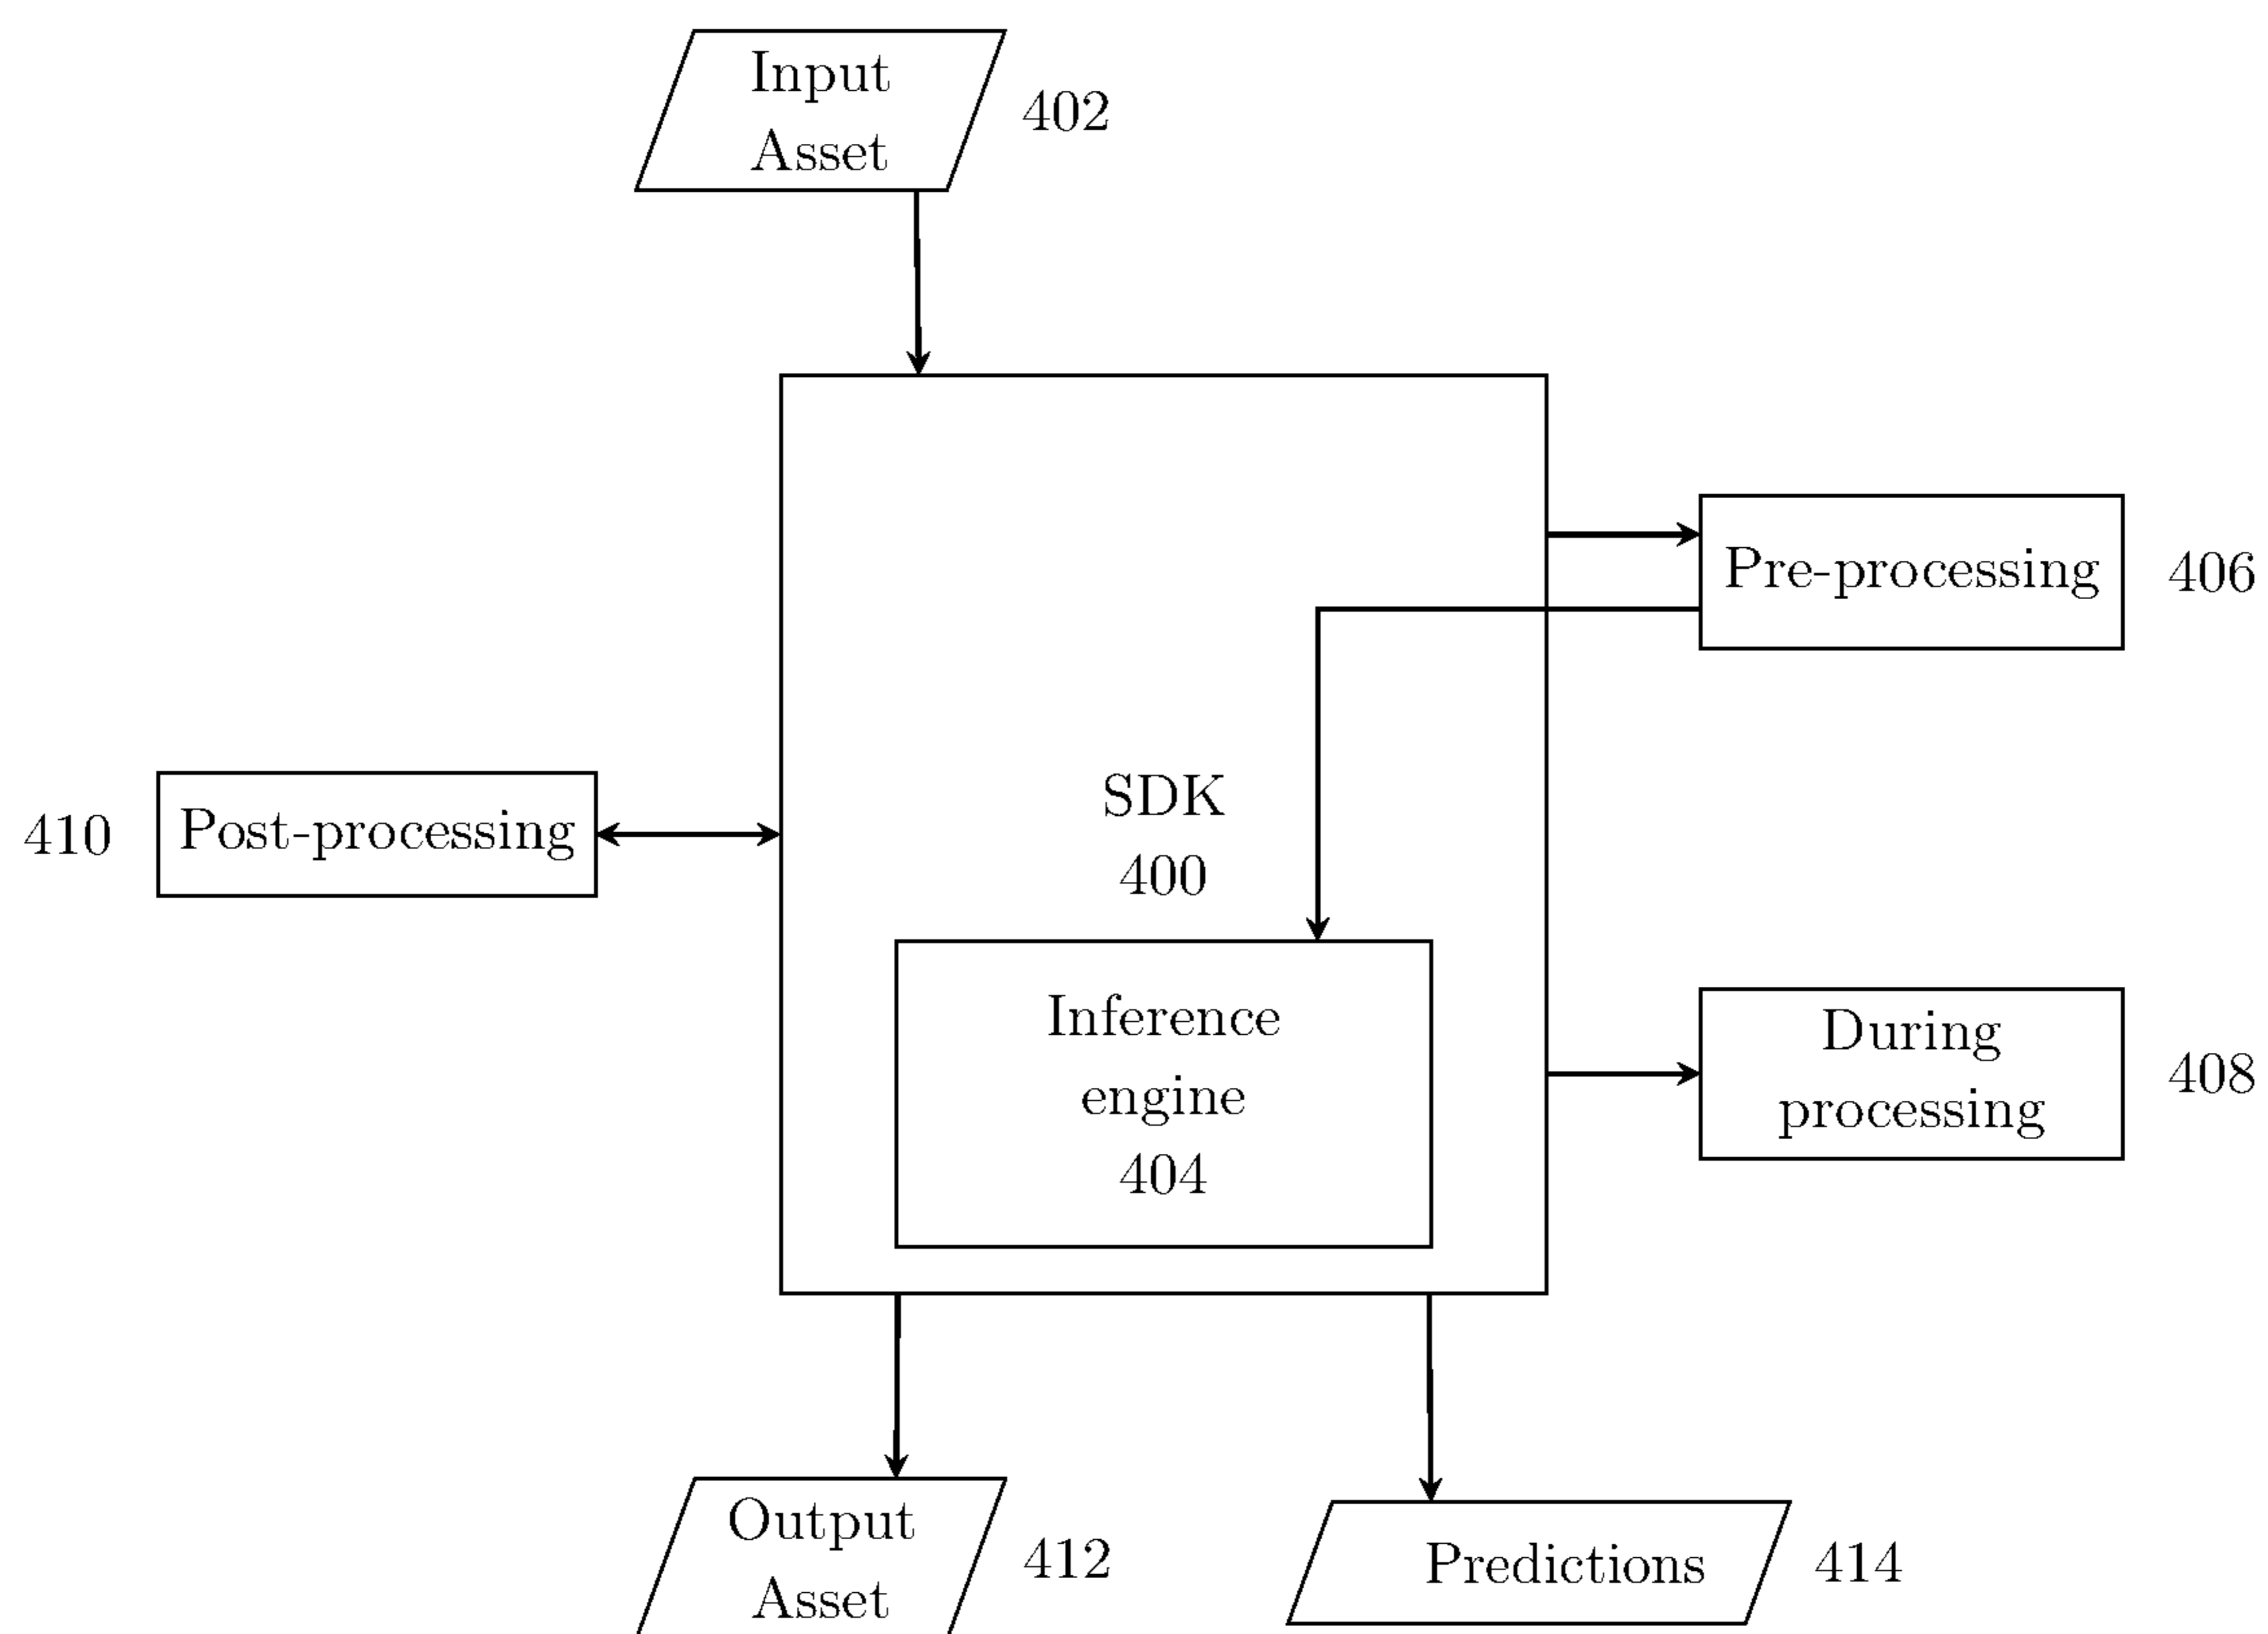 Input
Asset
402
Pre-processing
406
SDK
400
410
Post-processing
Inference
engine
404
During
processing
408
Output
Asset
412
Predictions
414